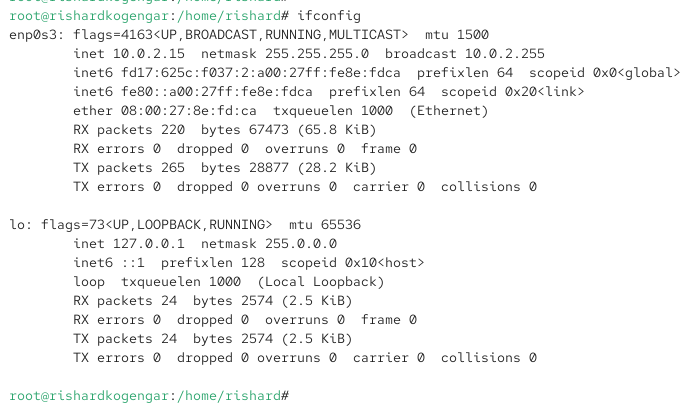 root@rishardkogengar:/home/rishard# ifconfig
enp0s3: flags=4163<UP,BROADCAST,RUNNING,MULTICAST>  mtu 1500
        inet 10.0.2.15  netmask 255.255.255.0  broadcast 10.0.2.255
        inet6 fd17:625c:f037:2:a00:27ff:fe8e:fdca  prefixlen 64  scopeid 0x0<global>
        inet6 fe80::a00:27ff:fe8e:fdca  prefixlen 64  scopeid 0x20<link>
        ether 08:00:27:8e:fd:ca  txqueuelen 1000  (Ethernet)
        RX packets 220  bytes 67473 (65.8 KiB)
        RX errors 0  dropped 0  overruns 0  frame 0
        TX packets 265  bytes 28877 (28.2 KiB)
        TX errors 0  dropped 0 overruns 0  carrier 0  collisions 0

lo: flags=73<UP,LOOPBACK,RUNNING>  mtu 65536
        inet 127.0.0.1  netmask 255.0.0.0
        inet6 ::1  prefixlen 128  scopeid 0x10<host>
        loop  txqueuelen 1000  (Local Loopback)
        RX packets 24  bytes 2574 (2.5 KiB)
        RX errors 0  dropped 0  overruns 0  frame 0
        TX packets 24  bytes 2574 (2.5 KiB)
        TX errors 0  dropped 0 overruns 0  carrier 0  collisions 0

root@rishardkogengar:/home/rishard#